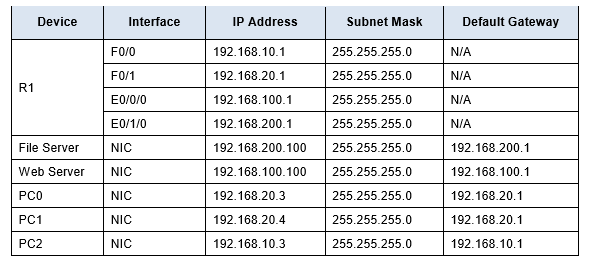 Device Interface IP Address Subnet Mask Default Gateway
R1 F0/0 192.168.10.1 255.255.255.0 N/A
F0/1 192.168.20.1 255.255.255.0 N/A
E0/0/0 192.168.100.1 255.255.255.0 N/A
E0/1/0 192.168.200.1 255.255.255.0 N/A
File Server NIC 192.168.200.100 255.255.255.0 192.168.200.1
Web Server NIC 192.168.100.100 255.255.255.0 192.168.100.1
PC0 NIC 192.168.20.3 255.255.255.0 192.168.20.1
PC1 NIC 192.168.20.4 255.255.255.0 192.168.20.1
PC2 NIC 192.168.10.3 255.255.255.0 192.168.10.1